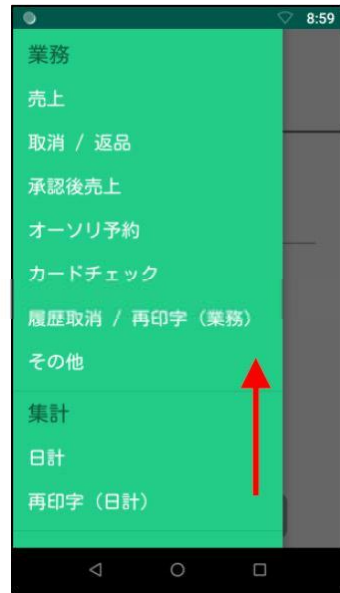 8:59
業務
売上
取消 / 返品
承認後売上
オーソリ予約
カードチェック
履歴取消 / 再印字（業務）
その他
集計
日計
再印字（日計）